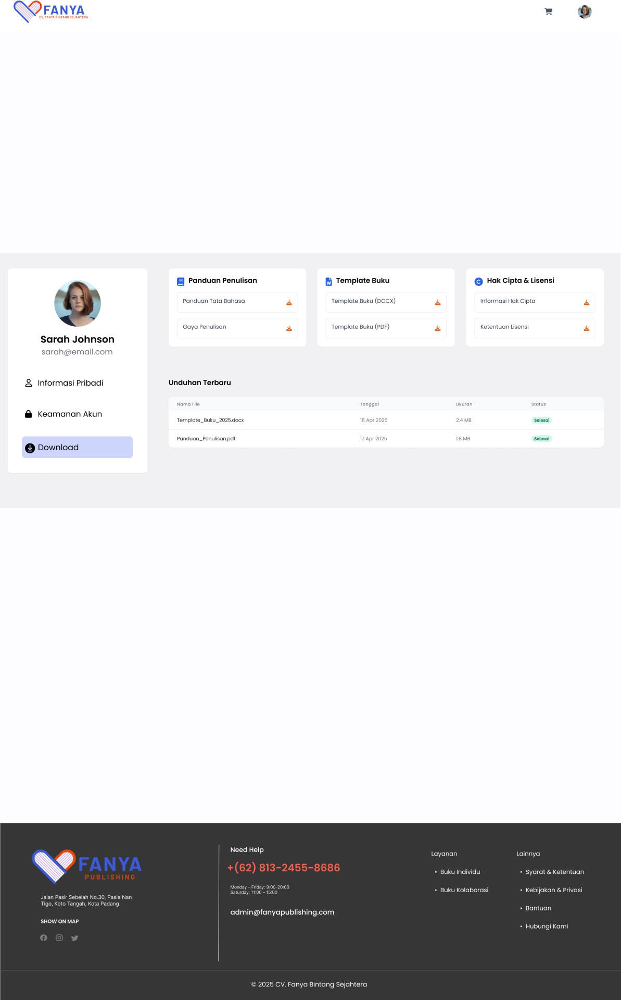 FANYA
CV. FANYA BINTANG SEJAHTERA
Sarah Johnson
sarah@email.com
Informasi Pribadi
Keamanan Akun
Download
Panduan Penulisan
Panduan Tata Bahasa
Gaya Penulisan
Template Buku
Template Buku (DOCX)
Template Buku (PDF)
Hak Cipta & Lisensi
Informasi Hak Cipta
Ketentuan Lisensi
Unduhan Terbaru
Nama File Tanggal Ukuran Status
Template_Buku_2025.docx 18 Apr 2025 2.4 MB Selesai
Panduan_Penulisan.pdf 17 Apr 2025 1.8 MB Selesai
FANYA
PUBLISHING
Jalan Pasir Sebelah No.30, Pasie Nan
Tigo, Koto Tangah, Kota Padang
SHOW ON MAP
Need Help
+(62) 813-2455-8686
Monday – Friday: 9:00-20:00
Saturday: 11:00 – 15:00
admin@fanyapublishing.com
Layanan
• Buku Individu
• Buku Kolaborasi
Lainnya
• Syarat & Ketentuan
• Kebijakan & Privasi
• Bantuan
• Hubungi Kami
© 2025 CV. Fanya Bintang Sejahtera